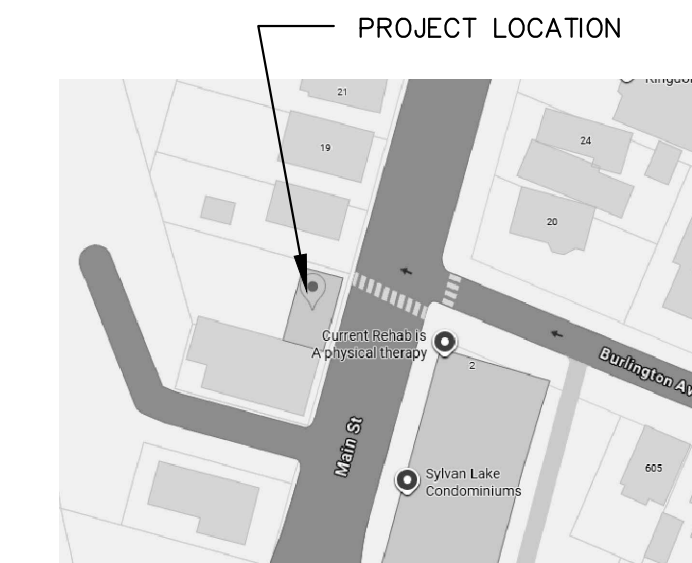 PROJECT LOCATION
21
19
24
20
Current Rehab is
A physical therapy
2
Burlington Av
Main St
Sylvan Lake
Condominiums
605